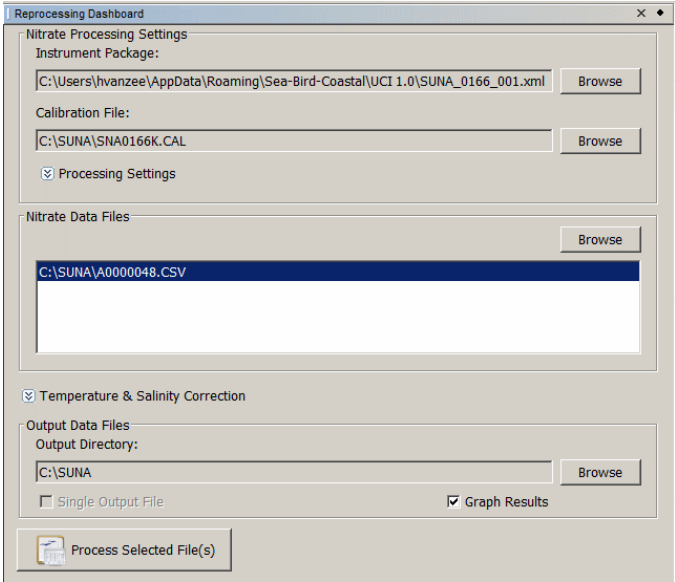 Reprocessing Dashboard
Nitrate Processing Settings
Instrument Package:
C:\Users\hvanzee\AppData\Roaming\Sea-Bird-Coastal\UCI 1.0\SUNA_0166_001.xml
Browse
Calibration File:
C:\SUNA\SNA0166K.CAL
Browse
Processing Settings
Nitrate Data Files
Browse
C:\SUNA\A0000048.CSV
Temperature & Salinity Correction
Output Data Files
Output Directory:
C:\SUNA
Browse
Single Output File
Graph Results
Process Selected File(s)